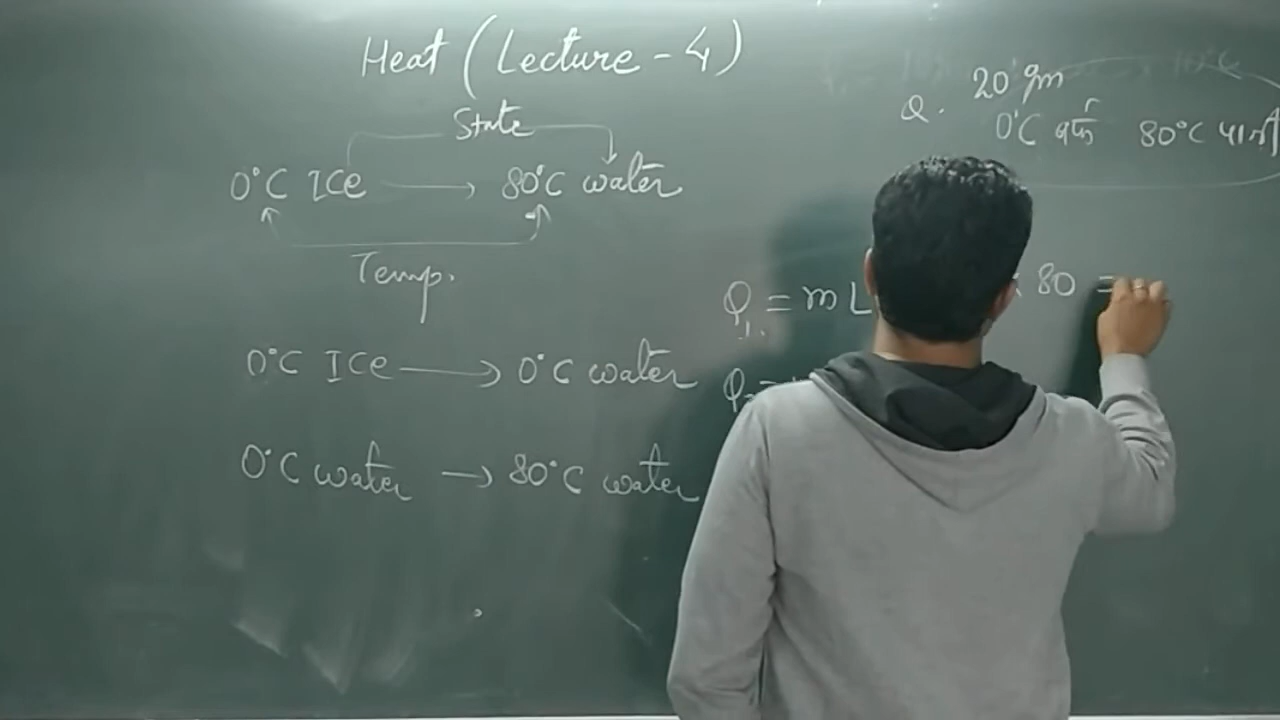 Heat (Lecture - 4)
State
0°C ICe → 80°C water
Temp.
0°C ICe → 0°C water
0°C water → 80°C water
Q. 20 gm
0°C बर्फ 80°C पानी
Q₁ = m L
80 =
Q₂ =